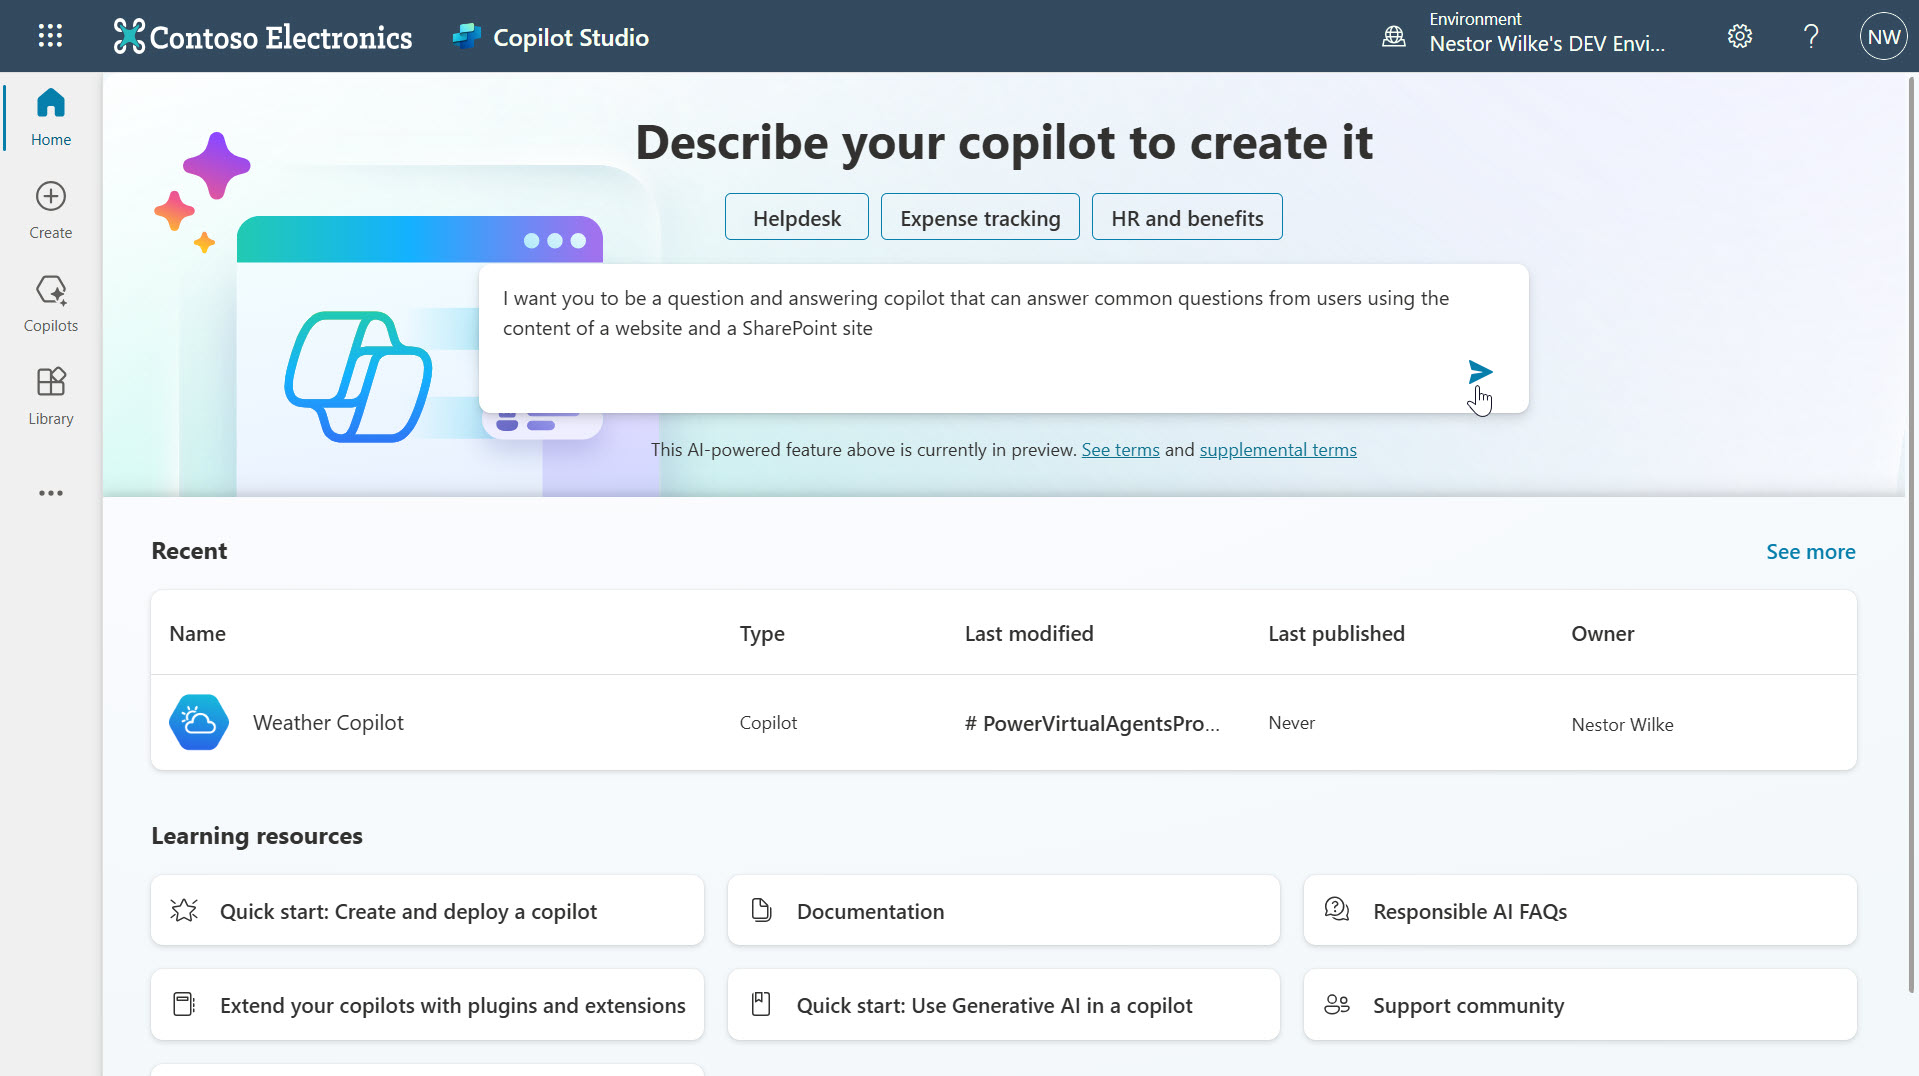 Contoso Electronics
Copilot Studio
Environment
Nestor Wilke's DEV Envi...
?
NW
Home
Create
Copilots
Library
Describe your copilot to create it
Helpdesk
Expense tracking
HR and benefits
I want you to be a question and answering copilot that can answer common questions from users using the
content of a website and a SharePoint site
This AI-powered feature above is currently in preview. See terms and supplemental terms
Recent
See more
Name Type Last modified Last published Owner
Weather Copilot Copilot # PowerVirtualAgentsPro... Never Nestor Wilke
Learning resources
Quick start: Create and deploy a copilot
Documentation
Responsible AI FAQs
Extend your copilots with plugins and extensions
Quick start: Use Generative AI in a copilot
Support community